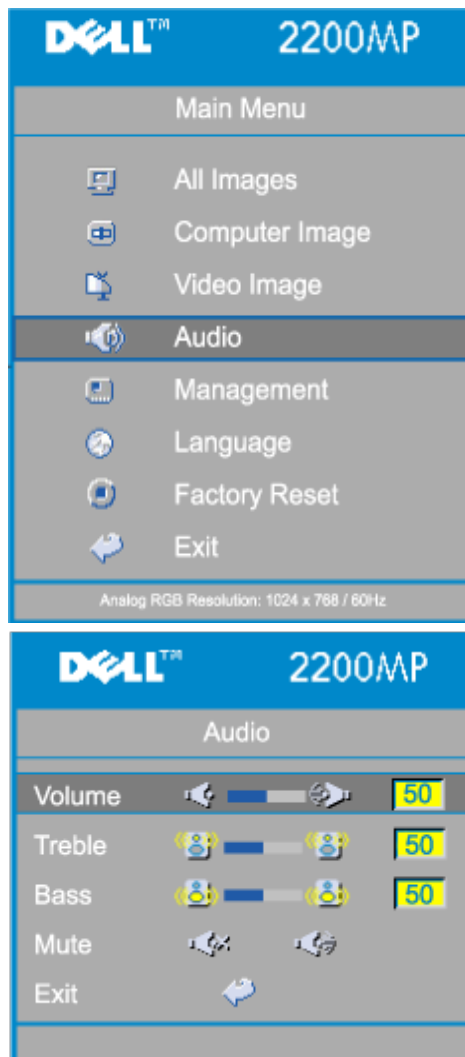 DELL™ 2200MP
Main Menu
All Images
Computer Image
Video Image
Audio
Management
Language
Factory Reset
Exit
Analog RGB Resolution: 1024 x 768 / 60Hz
DELL™ 2200MP
Audio
Volume 50
Treble 50
Bass 50
Mute
Exit